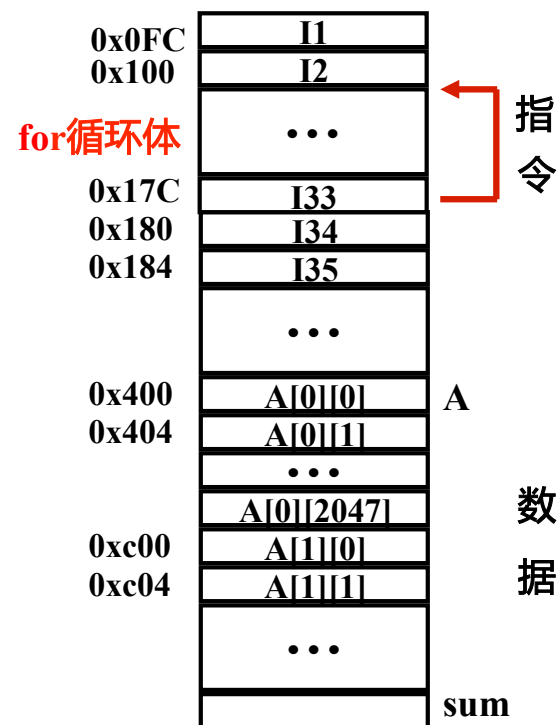 0x0FC I1
0x100 I2
for循环体 •••
指令
0x17C I33
0x180 I34
0x184 I35
•••
0x400 A[0][0] A
0x404 A[0][1]
•••
A[0][2047]
数据
0xc00 A[1][0]
0xc04 A[1][1]
•••
sum